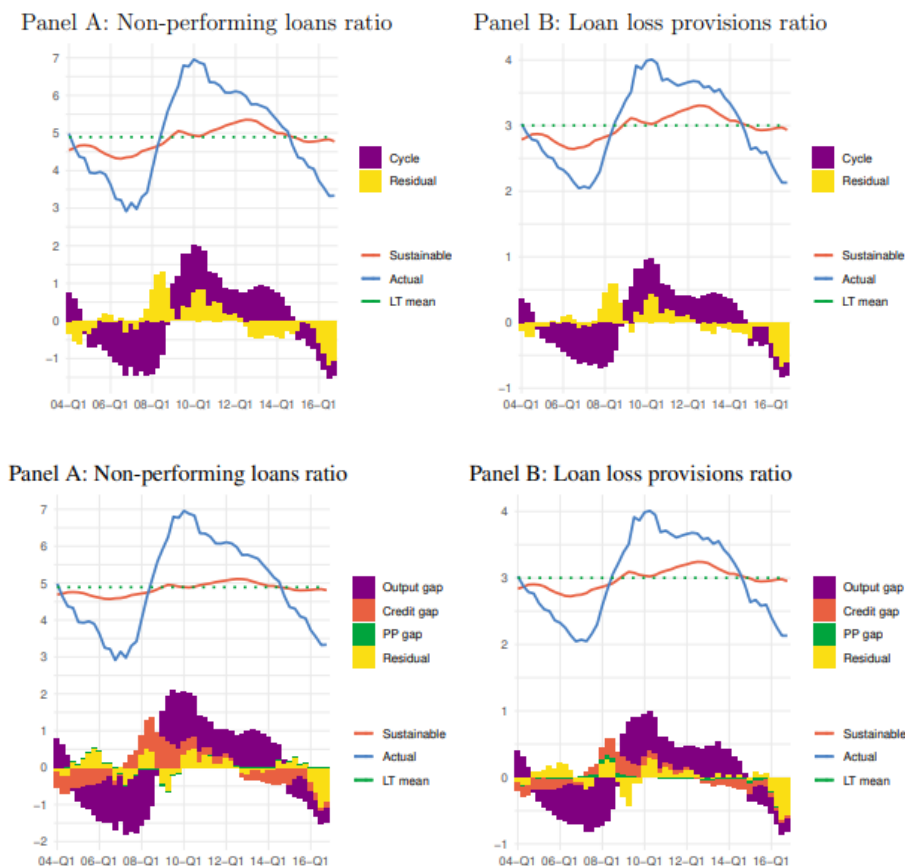 Panel A: Non-performing loans ratio
7
6
5
4
3
2
1
0
−1
04−Q1 06−Q1 08−Q1 10−Q1 12−Q1 14−Q1 16−Q1
Cycle
Residual
Sustainable
Actual
LT mean
Panel B: Loan loss provisions ratio
4
3
2
1
0
−1
04−Q1 06−Q1 08−Q1 10−Q1 12−Q1 14−Q1 16−Q1
Cycle
Residual
Sustainable
Actual
LT mean
Panel A: Non-performing loans ratio
7
6
5
4
3
2
1
0
−1
−2
04−Q1 06−Q1 08−Q1 10−Q1 12−Q1 14−Q1 16−Q1
Output gap
Credit gap
PP gap
Residual
Sustainable
Actual
LT mean
Panel B: Loan loss provisions ratio
4
3
2
1
0
−1
04−Q1 06−Q1 08−Q1 10−Q1 12−Q1 14−Q1 16−Q1
Output gap
Credit gap
PP gap
Residual
Sustainable
Actual
LT mean